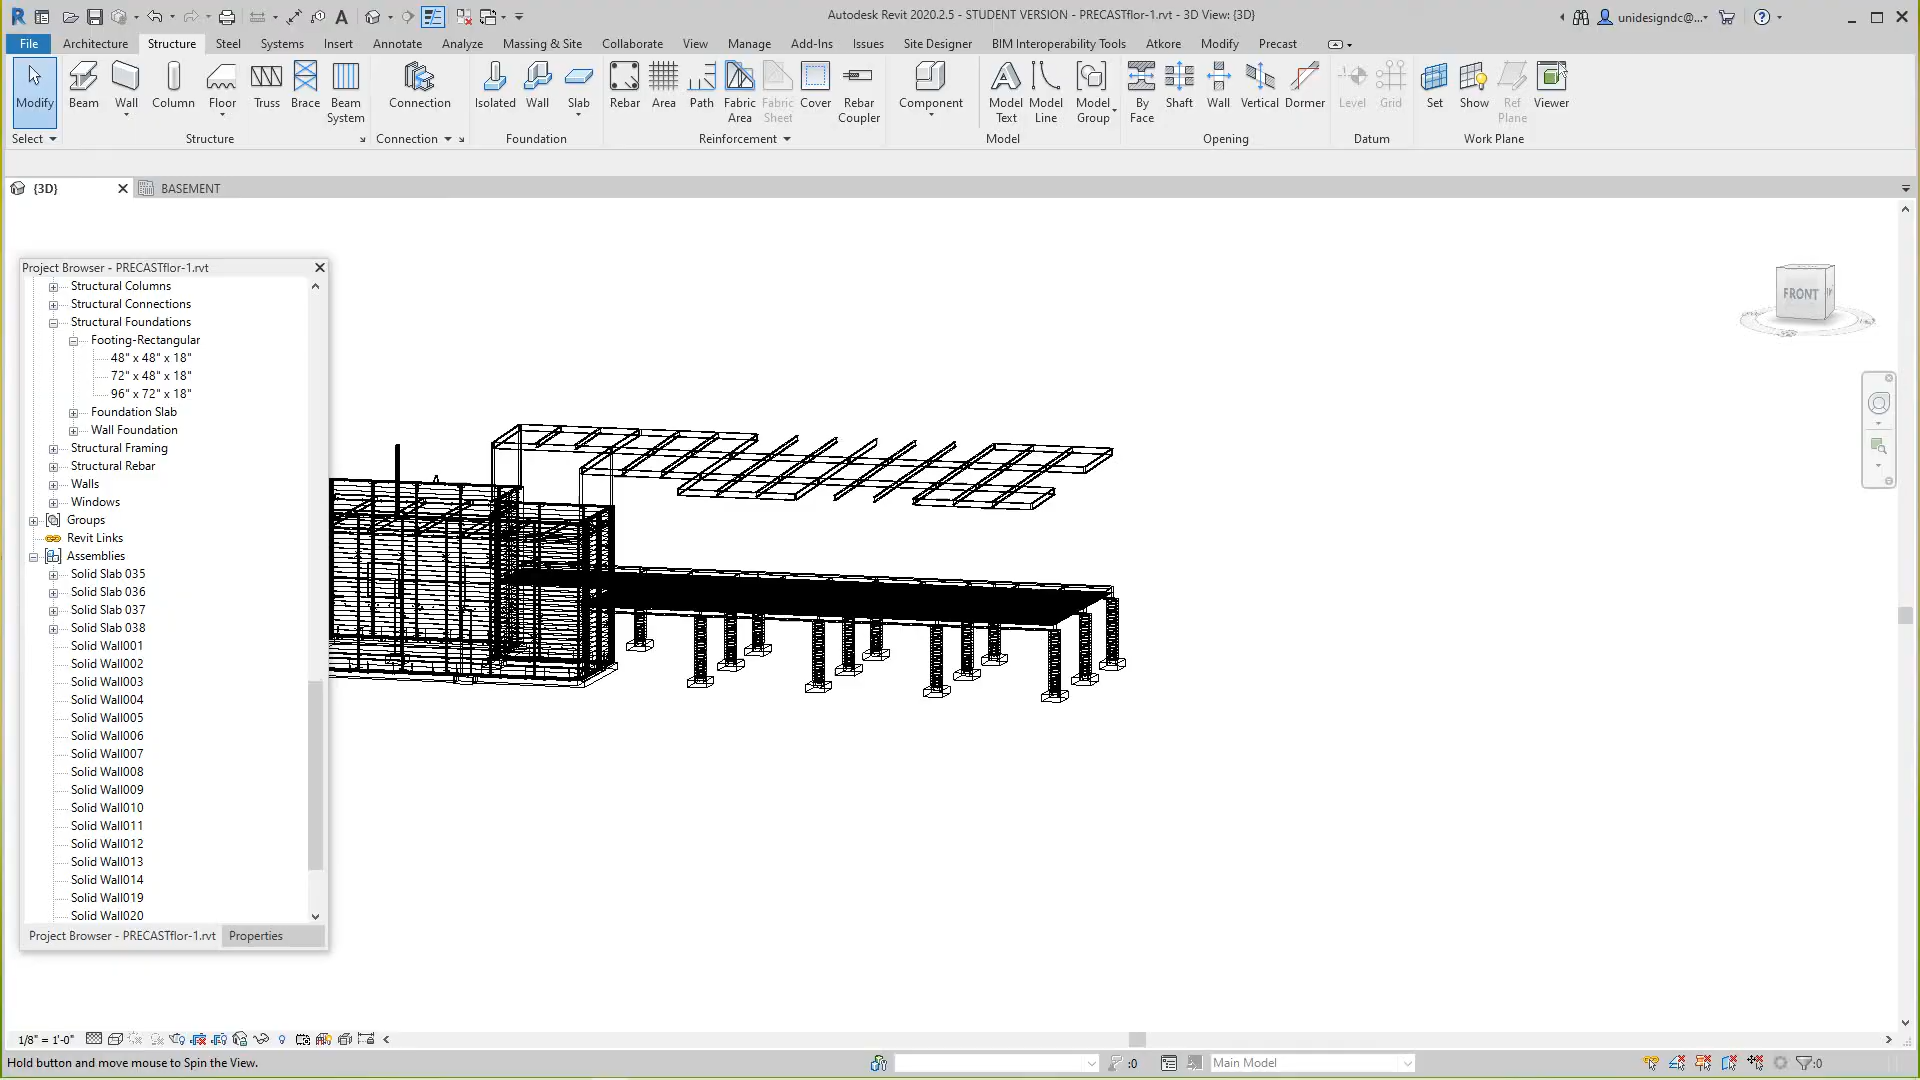 Autodesk Revit 2020.2.5 - STUDENT VERSION - PRECASTflor-1.rvt - 3D View: {3D}
unidesigndc@...
File Architecture Structure Steel Systems Insert Annotate Analyze Massing & Site Collaborate View Manage Add-Ins Issues Site Designer BIM Interoperability Tools Atkore Modify Precast
Modify Beam Wall Column Floor Truss Brace Beam System Connection Isolated Wall Slab Rebar Area Path Fabric Area Fabric Sheet Cover Rebar Coupler Component Model Text Model Line Model Group By Face Shaft Wall Vertical Dormer Level Grid Set Show Ref Plane Viewer
Select Structure Connection Foundation Reinforcement Model Opening Datum Work Plane
{3D} BASEMENT
Project Browser - PRECASTflor-1.rvt
Structural Columns
Structural Connections
Structural Foundations
Footing-Rectangular
48" x 48" x 18"
72" x 48" x 18"
96" x 72" x 18"
Foundation Slab
Wall Foundation
Structural Framing
Structural Rebar
Walls
Windows
Groups
Revit Links
Assemblies
Solid Slab 035
Solid Slab 036
Solid Slab 037
Solid Slab 038
Solid Wall001
Solid Wall002
Solid Wall003
Solid Wall004
Solid Wall005
Solid Wall006
Solid Wall007
Solid Wall008
Solid Wall009
Solid Wall010
Solid Wall011
Solid Wall012
Solid Wall013
Solid Wall014
Solid Wall019
Solid Wall020
Project Browser - PRECASTflor-1.rvt Properties
FRONT
1/8" = 1'-0"
Hold button and move mouse to Spin the View.
:0
Main Model
:0